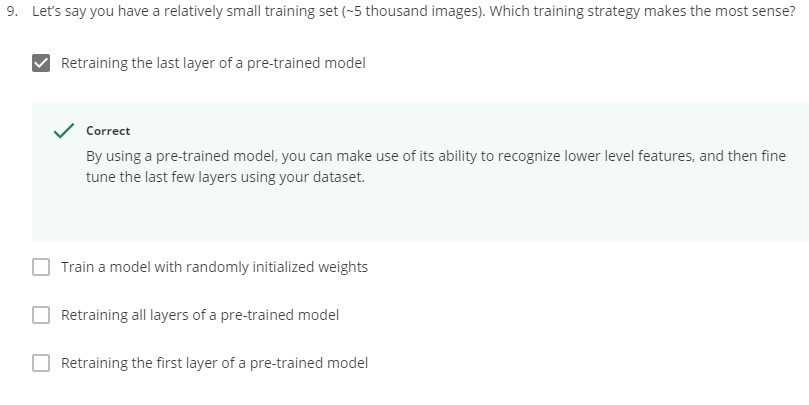 9. Let's say you have a relatively small training set (~5 thousand images). Which training strategy makes the most sense?
Retraining the last layer of a pre-trained model
Correct
By using a pre-trained model, you can make use of its ability to recognize lower level features, and then fine
tune the last few layers using your dataset.
Train a model with randomly initialized weights
Retraining all layers of a pre-trained model
Retraining the first layer of a pre-trained model